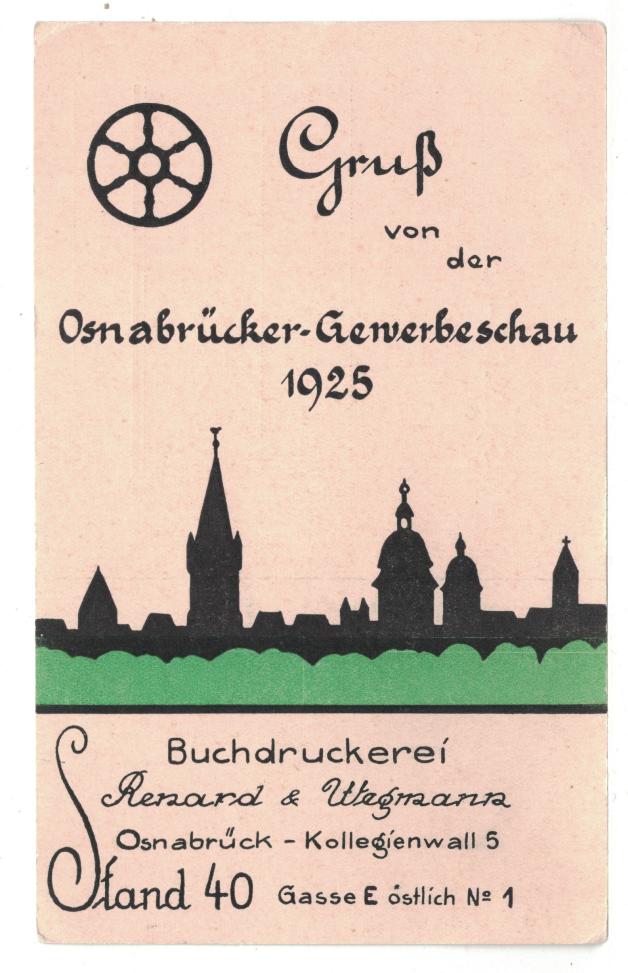 Gruß
von
der
Osnabrücker-Gewerbeschau
1925
Buchdruckerei
Renard & Wegmann
Osnabrück - Kollegienwall 5
Stand 40 Gasse E östlich Nº 1